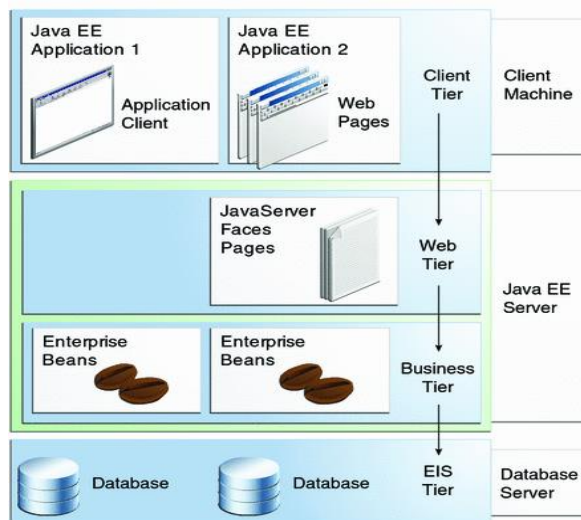 Java EE
Application 1
Application
Client
Java EE
Application 2
Web
Pages
Client
Tier
Client
Machine
JavaServer
Faces
Pages
Web
Tier
Java EE
Server
Enterprise
Beans
Enterprise
Beans
Business
Tier
Database
Database
EIS
Tier
Database
Server